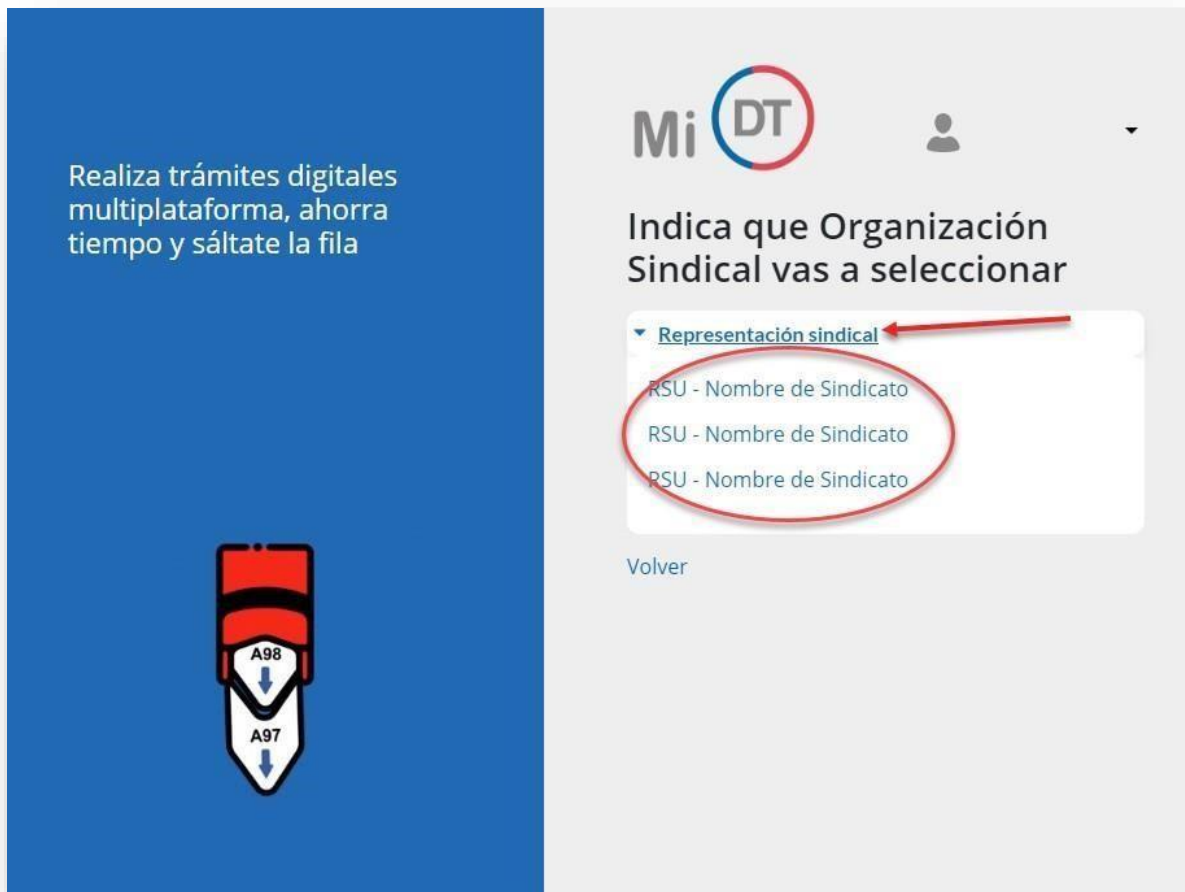 Realiza trámites digitales
multiplataforma, ahorra
tiempo y sáltate la fila
A98
A97
Mi DT
Indica que Organización
Sindical vas a seleccionar
Representación sindical
RSU - Nombre de Sindicato
RSU - Nombre de Sindicato
RSU - Nombre de Sindicato
Volver